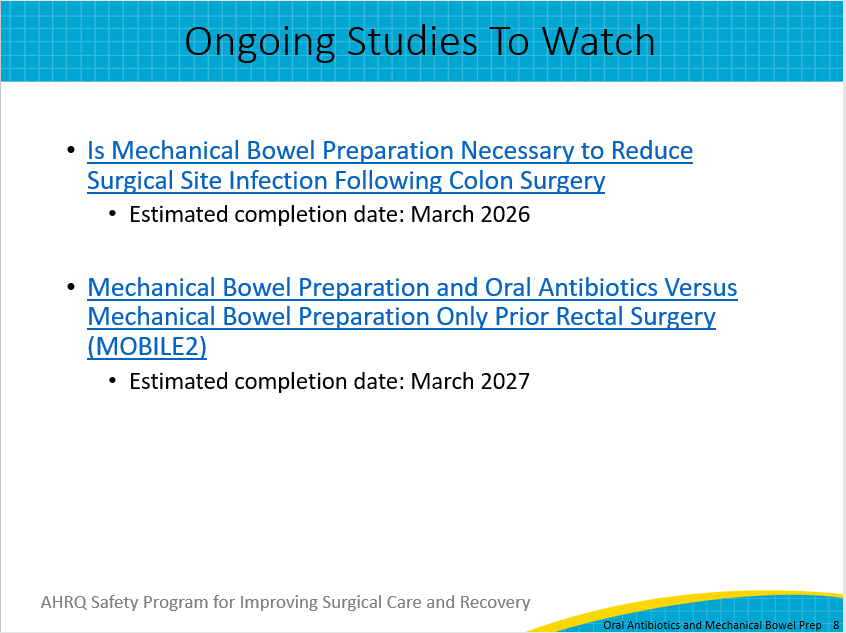 Ongoing Studies To Watch
• Is Mechanical Bowel Preparation Necessary to Reduce
Surgical Site Infection Following Colon Surgery
• Estimated completion date: March 2026
• Mechanical Bowel Preparation and Oral Antibiotics Versus
Mechanical Bowel Preparation Only Prior Rectal Surgery
(MOBILE2)
• Estimated completion date: March 2027
AHRQ Safety Program for Improving Surgical Care and Recovery
Oral Antibiotics and Mechanical Bowel Prep 8